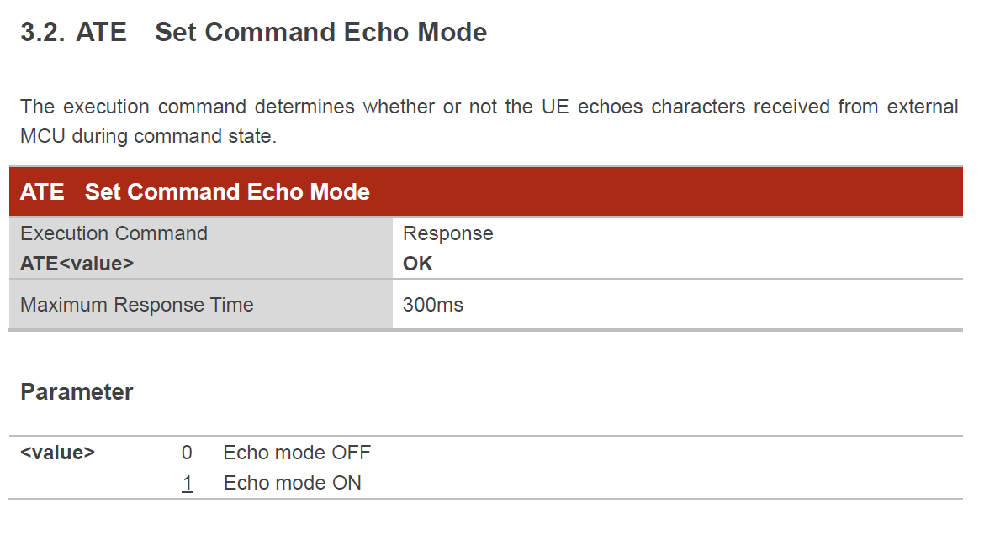 3.2. ATE Set Command Echo Mode
The execution command determines whether or not the UE echoes characters received from external
MCU during command state.
ATE Set Command Echo Mode
Execution Command
ATE<value>
Response
OK
Maximum Response Time 300ms
Parameter
<value> 0 Echo mode OFF
1 Echo mode ON